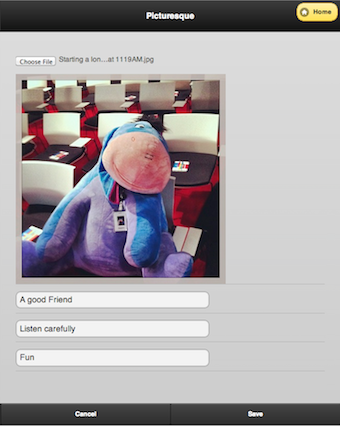 Picturesque
Home
Choose File Starting a lon...at 1119AM.jpg
A good Friend
Listen carefully
Fun
Cancel
Save